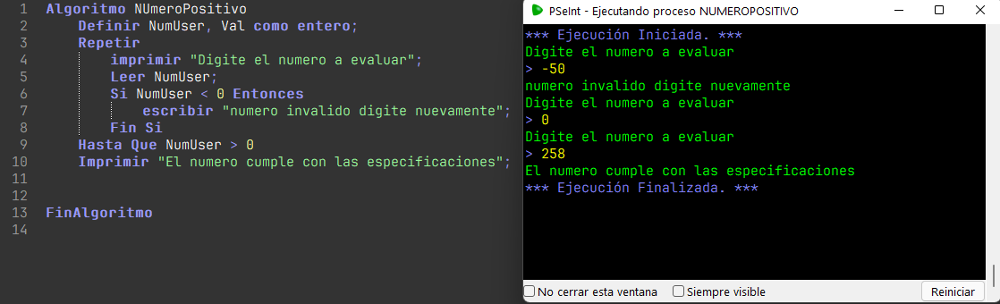 1 Algoritmo NUmeroPositivo
2 Definir NumUser, Val como entero;
3 Repetir
4 imprimir "Digite el numero a evaluar";
5 Leer NumUser;
6 Si NumUser < 0 Entonces
7 escribir "numero invalido digite nuevamente";
8 Fin Si
9 Hasta Que NumUser > 0
10 Imprimir "El numero cumple con las especificaciones";
11
12
13 FinAlgoritmo
14
PSeInt - Ejecutando proceso NUMEROPOSITIVO
*** Ejecución Iniciada. ***
Digite el numero a evaluar
> -50
numero invalido digite nuevamente
Digite el numero a evaluar
> 0
Digite el numero a evaluar
> 258
El numero cumple con las especificaciones
*** Ejecución Finalizada. ***
No cerrar esta ventana Siempre visible Reiniciar